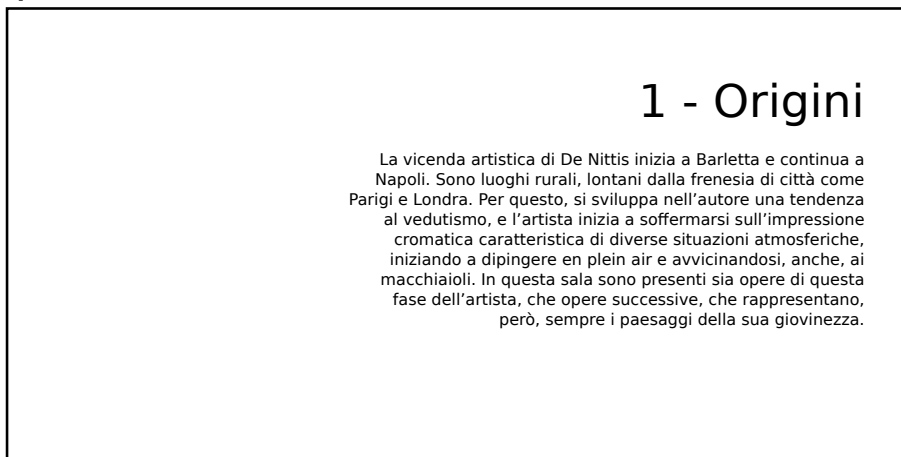 1 - Origini
La vicenda artistica di De Nittis inizia a Barletta e continua a
Napoli. Sono luoghi rurali, lontani dalla frenesia di città come
Parigi e Londra. Per questo, si sviluppa nell’autore una tendenza
al vedutismo, e l’artista inizia a soffermarsi sull’impressione
cromatica caratteristica di diverse situazioni atmosferiche,
iniziando a dipingere en plein air e avvicinandosi, anche, ai
macchiaioli. In questa sala sono presenti sia opere di questa
fase dell’artista, che opere successive, che rappresentano,
però, sempre i paesaggi della sua giovinezza.